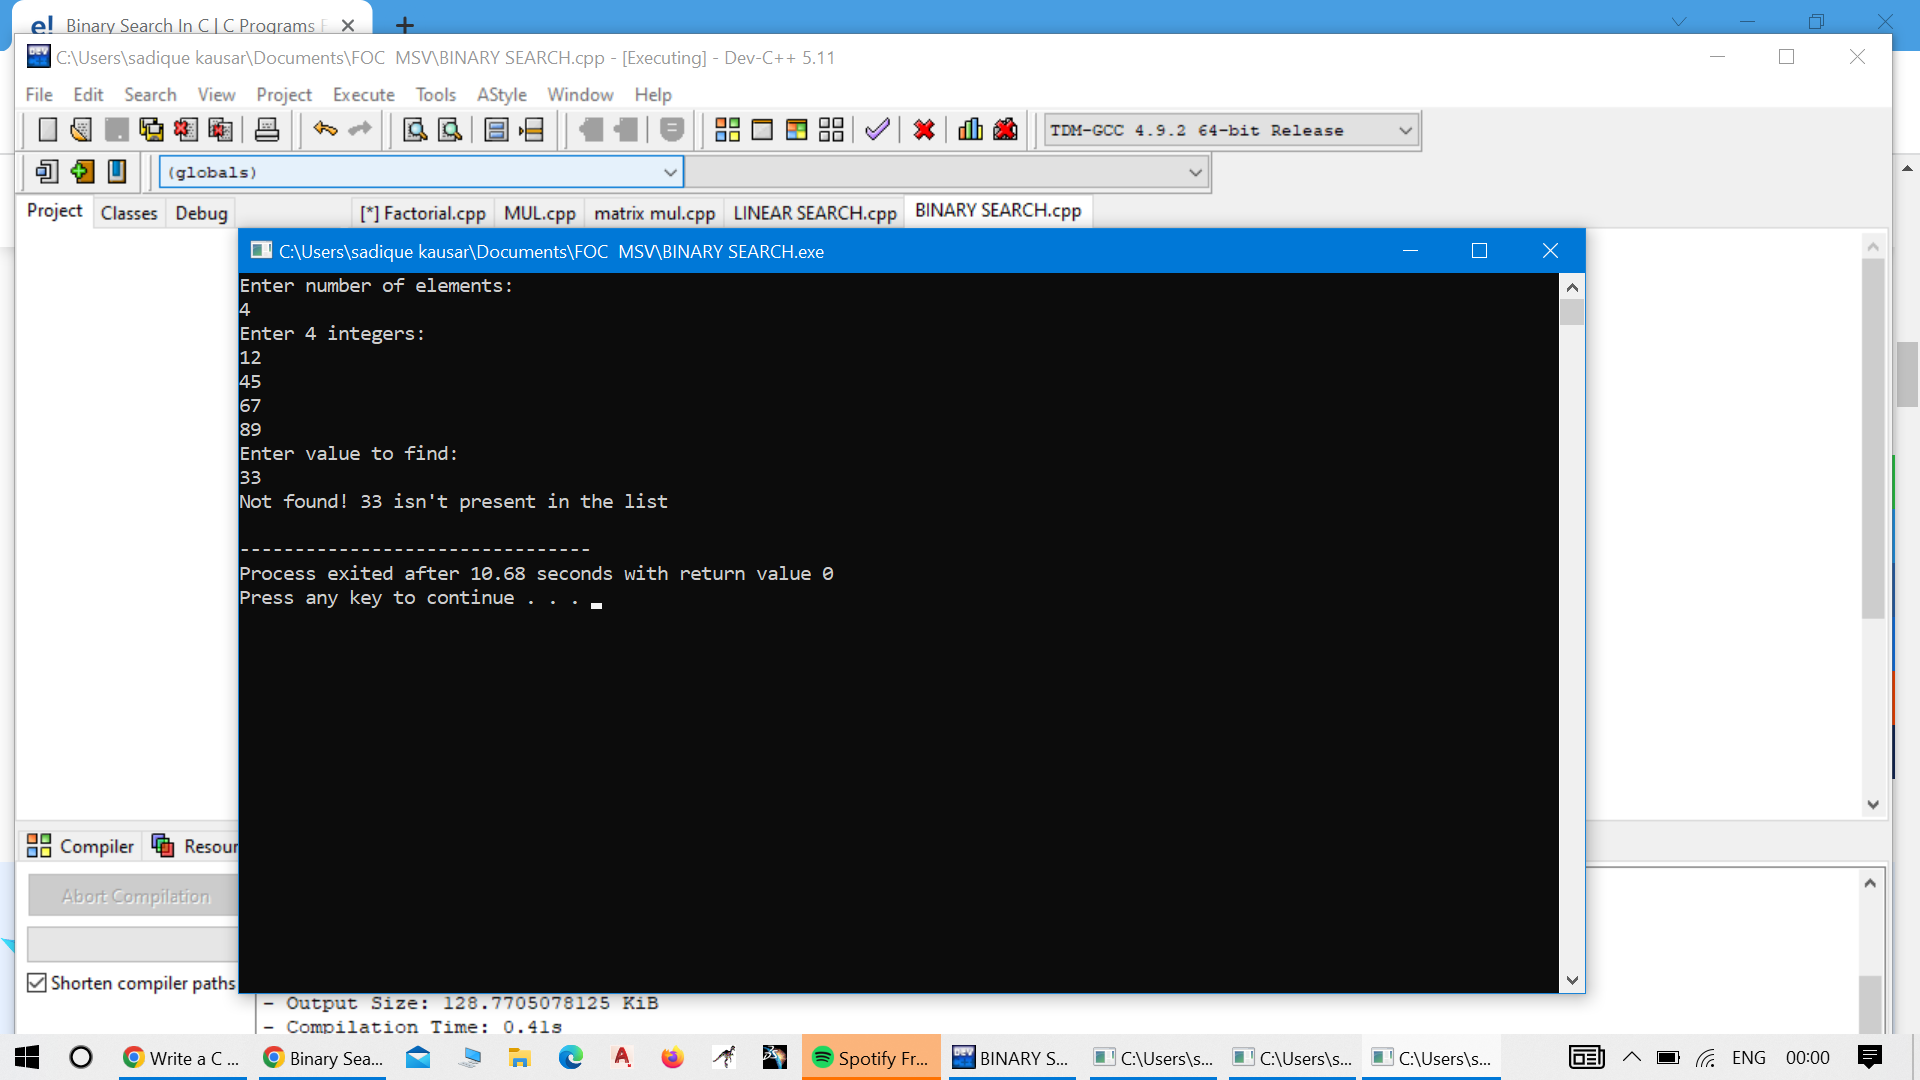 e! Binary Search In C | C Programs
C:\Users\sadique kausar\Documents\FOC  MSV\BINARY SEARCH.cpp - [Executing] - Dev-C++ 5.11
File Edit Search View Project Execute Tools AStyle Window Help
TDM-GCC 4.9.2 64-bit Release
(globals)
Project Classes Debug [*] Factorial.cpp MUL.cpp matrix mul.cpp LINEAR SEARCH.cpp BINARY SEARCH.cpp
C:\Users\sadique kausar\Documents\FOC  MSV\BINARY SEARCH.exe
Enter number of elements:
4
Enter 4 integers:
12
45
67
89
Enter value to find:
33
Not found! 33 isn't present in the list
--------------------------------
Process exited after 10.68 seconds with return value 0
Press any key to continue . . .
Compiler Resour
Abort Compilation
Shorten compiler paths
- Output Size: 128.7705078125 KiB
- Compilation Time: 0.41s
Write a C ... Binary Sea... Spotify Fr... DEV BINARY S... C:\Users\s... C:\Users\s... C:\Users\s... ENG 00:00